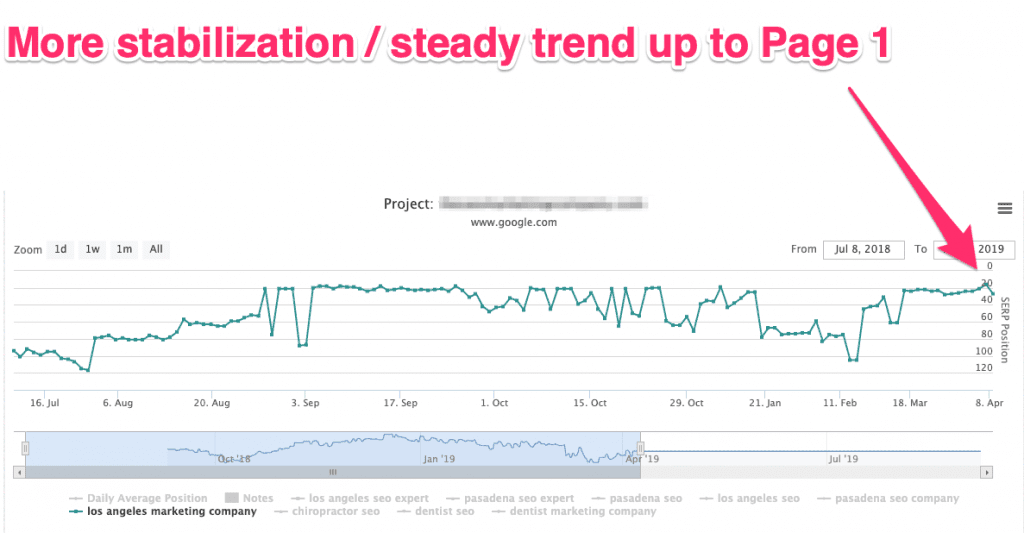 More stabilization / steady trend up to Page 1
Project:
www.google.com
Zoom 1d 1w 1m All
From Jul 8, 2018 To 2019
0
20
40
60
80
100
120
SERP Position
16. Jul 6. Aug 20. Aug 3. Sep 17. Sep 1. Oct 15. Oct 29. Oct 21. Jan 11. Feb 18. Mar 8. Apr
Oct '18 Jan '19 Apr '19 Jul '19
Daily Average Position Notes los angeles seo expert pasadena seo expert pasadena seo los angeles seo pasadena seo company
los angeles marketing company chiropractor seo dentist seo dentist marketing company